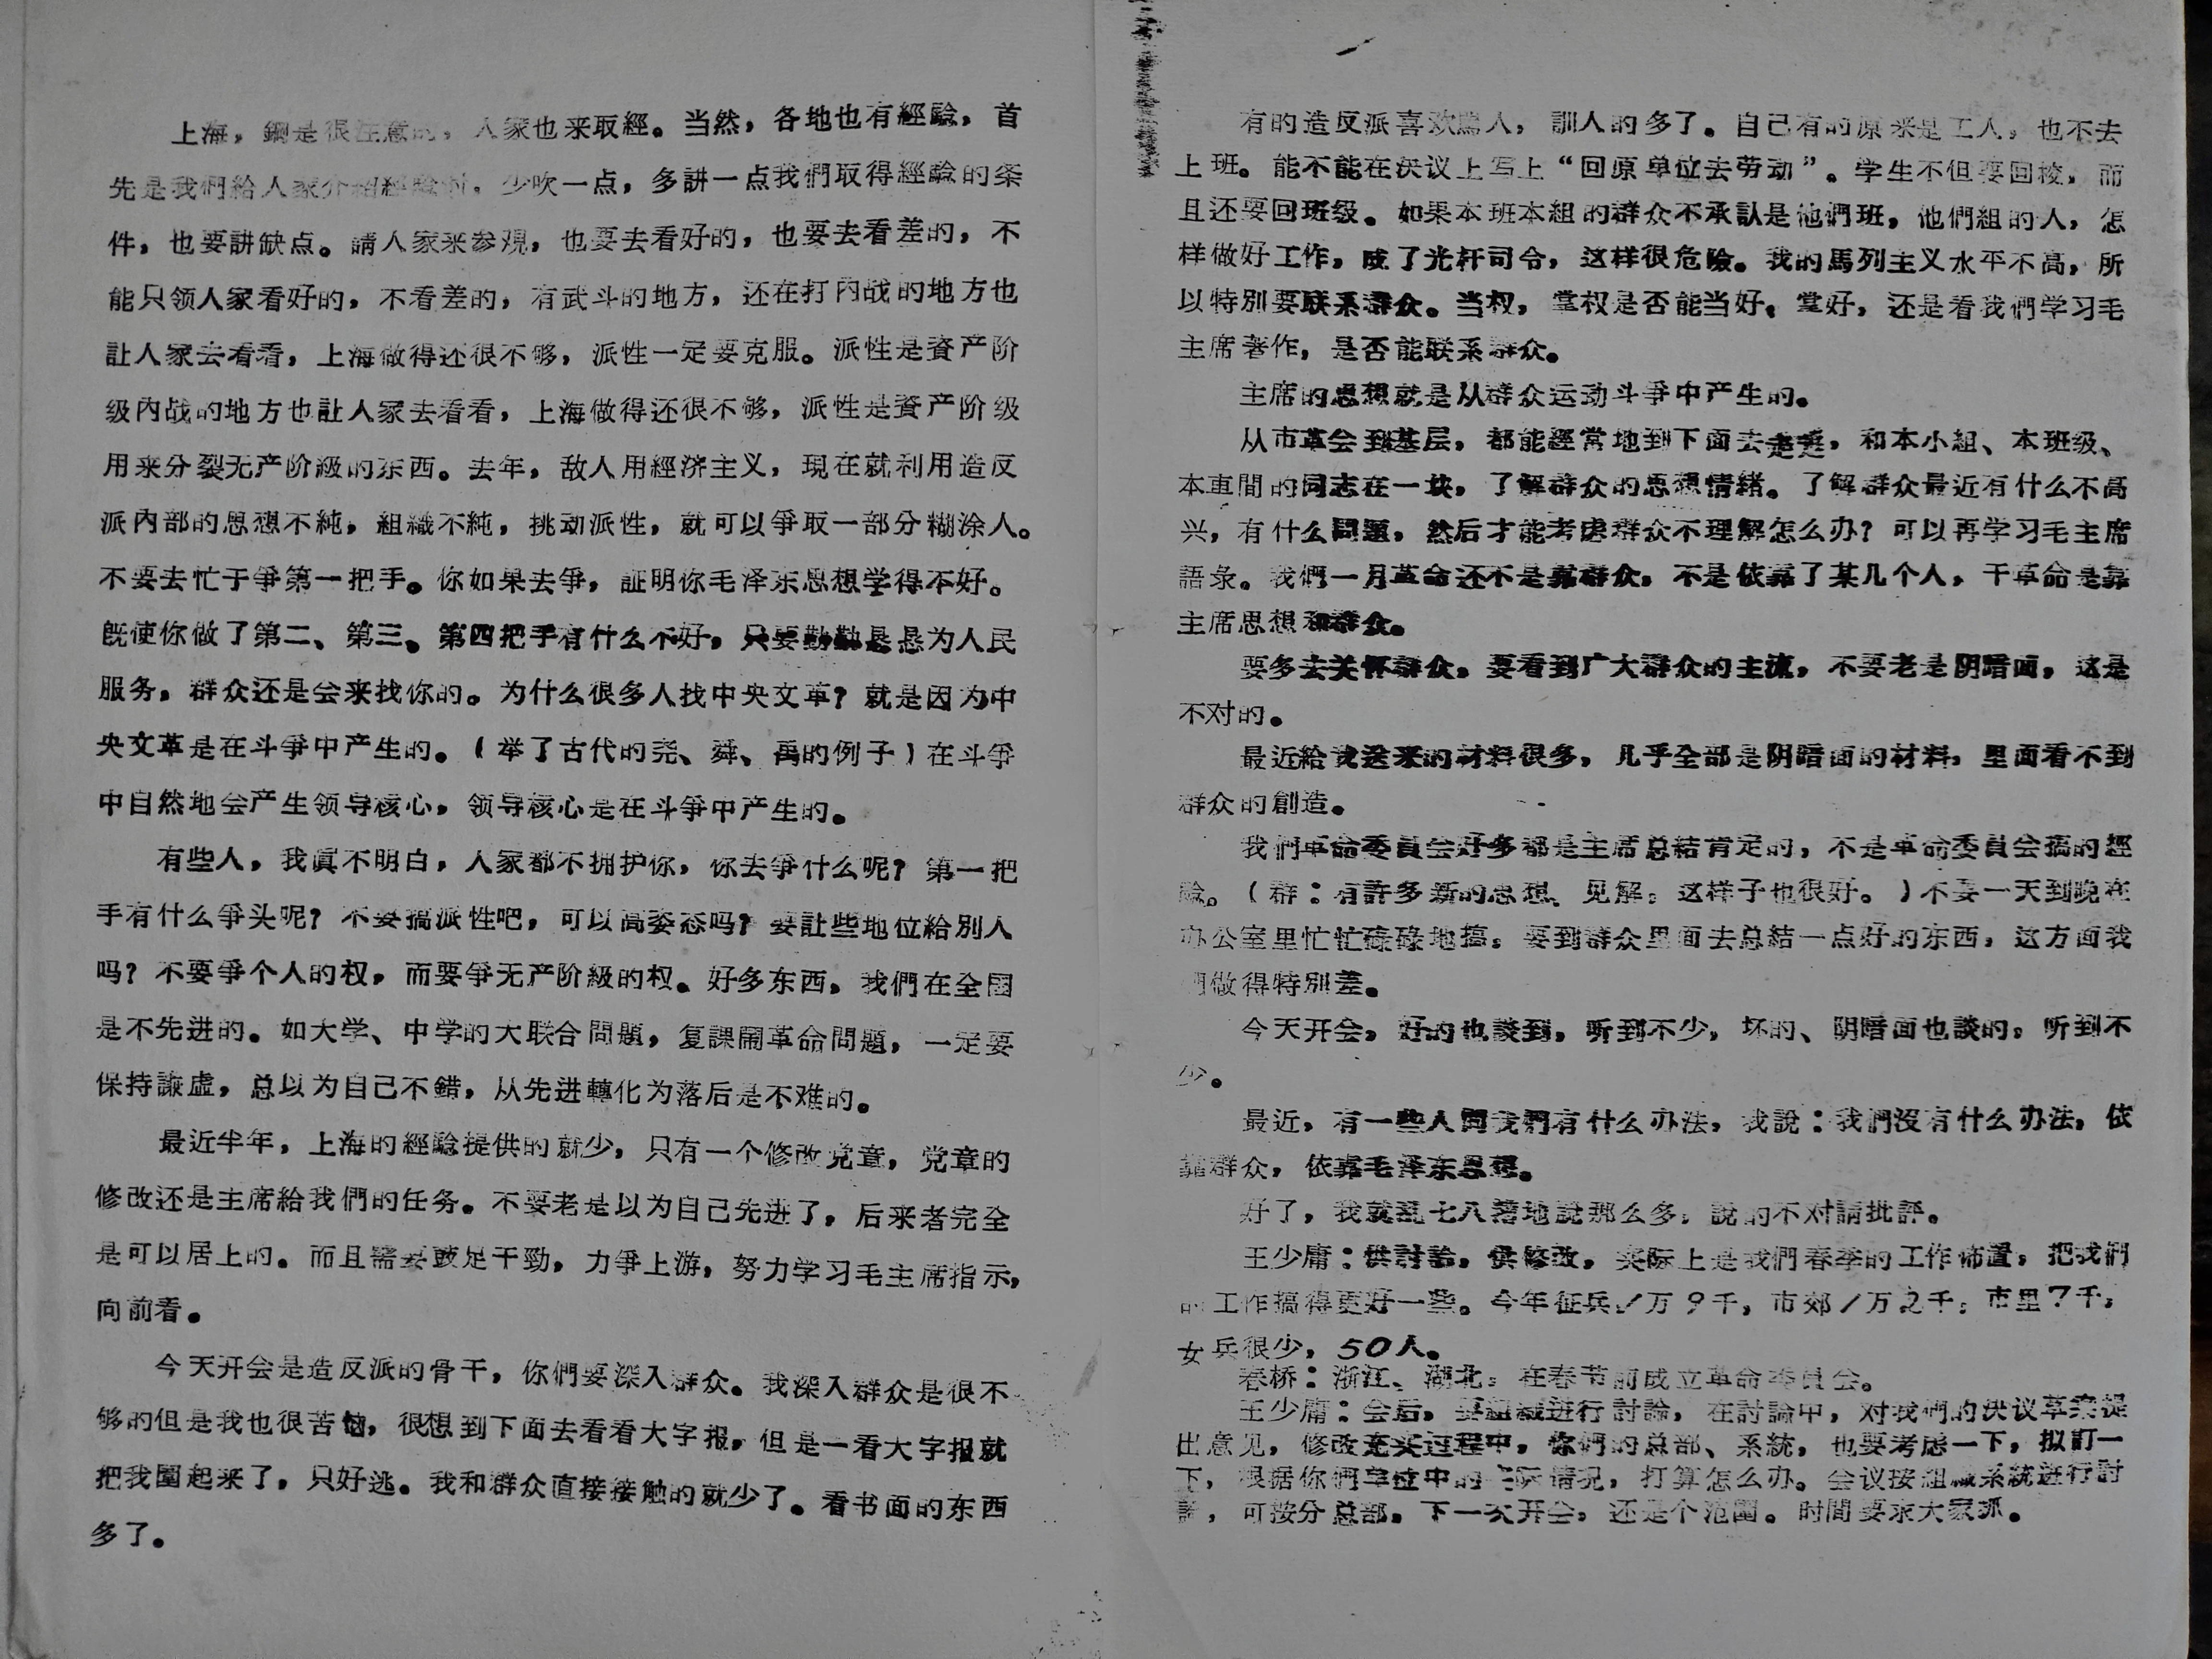 上海，鋼是很注意的，人家也来取經。当然，各地也有經驗，首
先是我們給人家介紹經驗时，少吹一点，多講一点我們取得經驗的条
件，也要講缺点。請人家来参观，也要去看好的，也要去看差的，不
能只领人家看好的，不看差的，有武斗的地方，还在打内战的地方也
讓人家去看看，上海做得还很不够，派性一定要克服。派性是資产阶
级内战的地方也讓人家去看看，上海做得还很不够，派性是資产阶级
用来分裂无产阶級的东西。去年，敌人用經济主义，現在就利用造反
派内部的思想不純，組織不純，挑动派性，就可以爭取一部分糊涂人。
不要去忙于爭第一把手。你如果去爭，証明你毛泽东思想学得不好。
旣使你做了第二、第三、第四把手有什么不好，只要勤勤恳恳为人民
服务，群众还是会来找你的。为什么很多人找中央文革？就是因为中
央文革是在斗爭中产生的。（举了古代的尧、舜、禹的例子）在斗爭
中自然地会产生领导核心，领导核心是在斗爭中产生的。
有些人，我眞不明白，人家都不拥护你，你去爭什么呢？第一把
手有什么爭头呢？不要搞派性吧，可以高姿态吗？要讓些地位給別人
吗？不要爭个人的权，而要爭无产阶級的权。好多东西，我們在全国
是不先进的。如大学、中学的大联合問題，复課鬧革命問題，一定要
保持謙虚，总以为自己不錯，从先进轉化为落后是不难的。
最近半年，上海的經驗提供的就少，只有一个修改党章，党章的
修改还是主席給我們的任务。不要老是以为自己先进了，后来者完全
是可以居上的。而且需要鼓足干勁，力爭上游，努力学习毛主席指示，
向前看。
今天开会是造反派的骨干，你們要深入群众。我深入群众是很不
够的但是我也很苦恼，很想到下面去看看大字报，但是一看大字报就
把我圍起来了，只好逃。我和群众直接接触的就少了。看书面的东西
多了。
有的造反派喜欢駡人，訓人的多了。自己有的原来是工人，也不去
上班。能不能在决议上写上“回原单位去劳动”。学生不但要回校，而
且还要回班级。如果本班本組的群众不承認是他們班，他們組的人，怎
样做好工作，成了光杆司令，这样很危险。我的馬列主义水平不高，所
以特别要联系群众。当权，掌权是否能当好，掌好，还是看我們学习毛
主席著作，是否能联系群众。
主席的思想就是从群众运动斗爭中产生的。
从市革会到基层，都能經常地到下面去走走，和本小組、本班级、
本車間的同志在一块，了解群众的思想情緒。了解群众最近有什么不高
兴，有什么問題，然后才能考虑群众不理解怎么办？可以再学习毛主席
語彔。我們一月革命还不是靠群众，不是依靠了某几个人，干革命是靠
主席思想和群众。
要多去关怀群众，要看到广大群众的主流，不要老是阴暗面，这是
不对的。
最近給我送来的材料很多，几乎全部是阴暗面的材料，里面看不到
群众的創造。
我們革命委員会好多都是主席总結肯定的，不是革命委員会搞的經
驗。（群：有許多新的思想、见解，这样子也很好。）不要一天到晚在
办公室里忙忙碌碌地搞，要到群众里面去总結一点好的东西，这方面我
們做得特别差。
今天开会，好的也談到，听到不少，坏的、阴暗面也談的，听到不
少。
最近，有一些人問我們有什么办法，我說：我們沒有什么办法，依
靠群众，依靠毛泽东思想。
好了，我就乱七八落地說那么多，說的不对請批評。
王少庸：供討論，供修改，实际上是我們春季的工作佈置，把我們
的工作搞得更好一些。今年征兵1万9千，市郊1万2千，市里7千，
女兵很少，50人。
春桥：浙江、湖北，在春节前成立革命委員会。
王少庸：会后，要組織进行討論，在討論中，对我們的决议草案提
出意见，修改充实过程中，你們的总部、系統，也要考虑一下，拟訂一
下，根据你們单位中的情况，打算怎么办。会议按組織系統进行討
論，可按分总部。下一次开会，还是个范圍。时間要求大家抓。